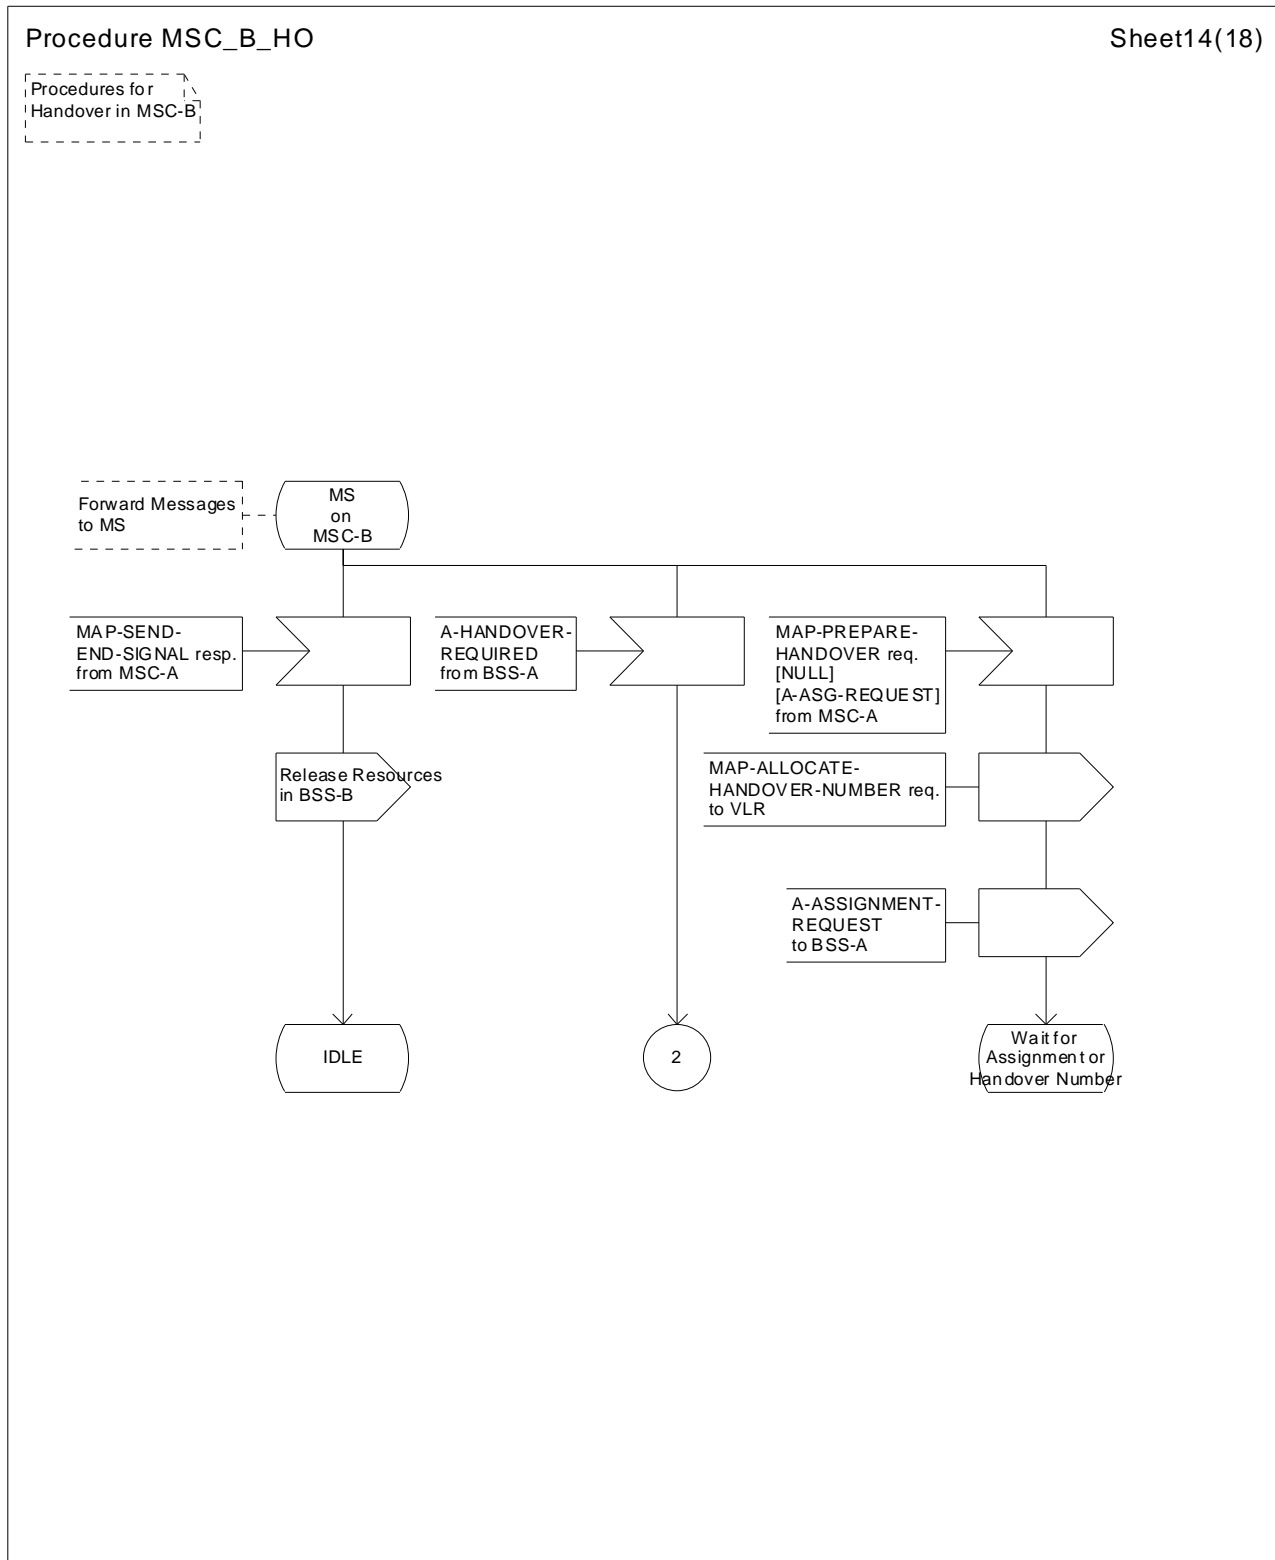 Procedure MSC_B_HO
Sheet14(18)
Procedures for
Handover in MSC-B
Forward Messages
to MS
MS
on
MSC-B
MAP-SEND-
END-SIGNAL resp.
from MSC-A
A-HANDOVER-
REQUIRED
from BSS-A
MAP-PREPARE-
HANDOVER req.
[NULL]
[A-ASG-REQUEST]
from MSC-A
Release Resources
in BSS-B
MAP-ALLOCATE-
HANDOVER-NUMBER req.
to VLR
A-ASSIGNMENT-
REQUEST
to BSS-A
IDLE
2
Wait for
Assignment or
Handover Number